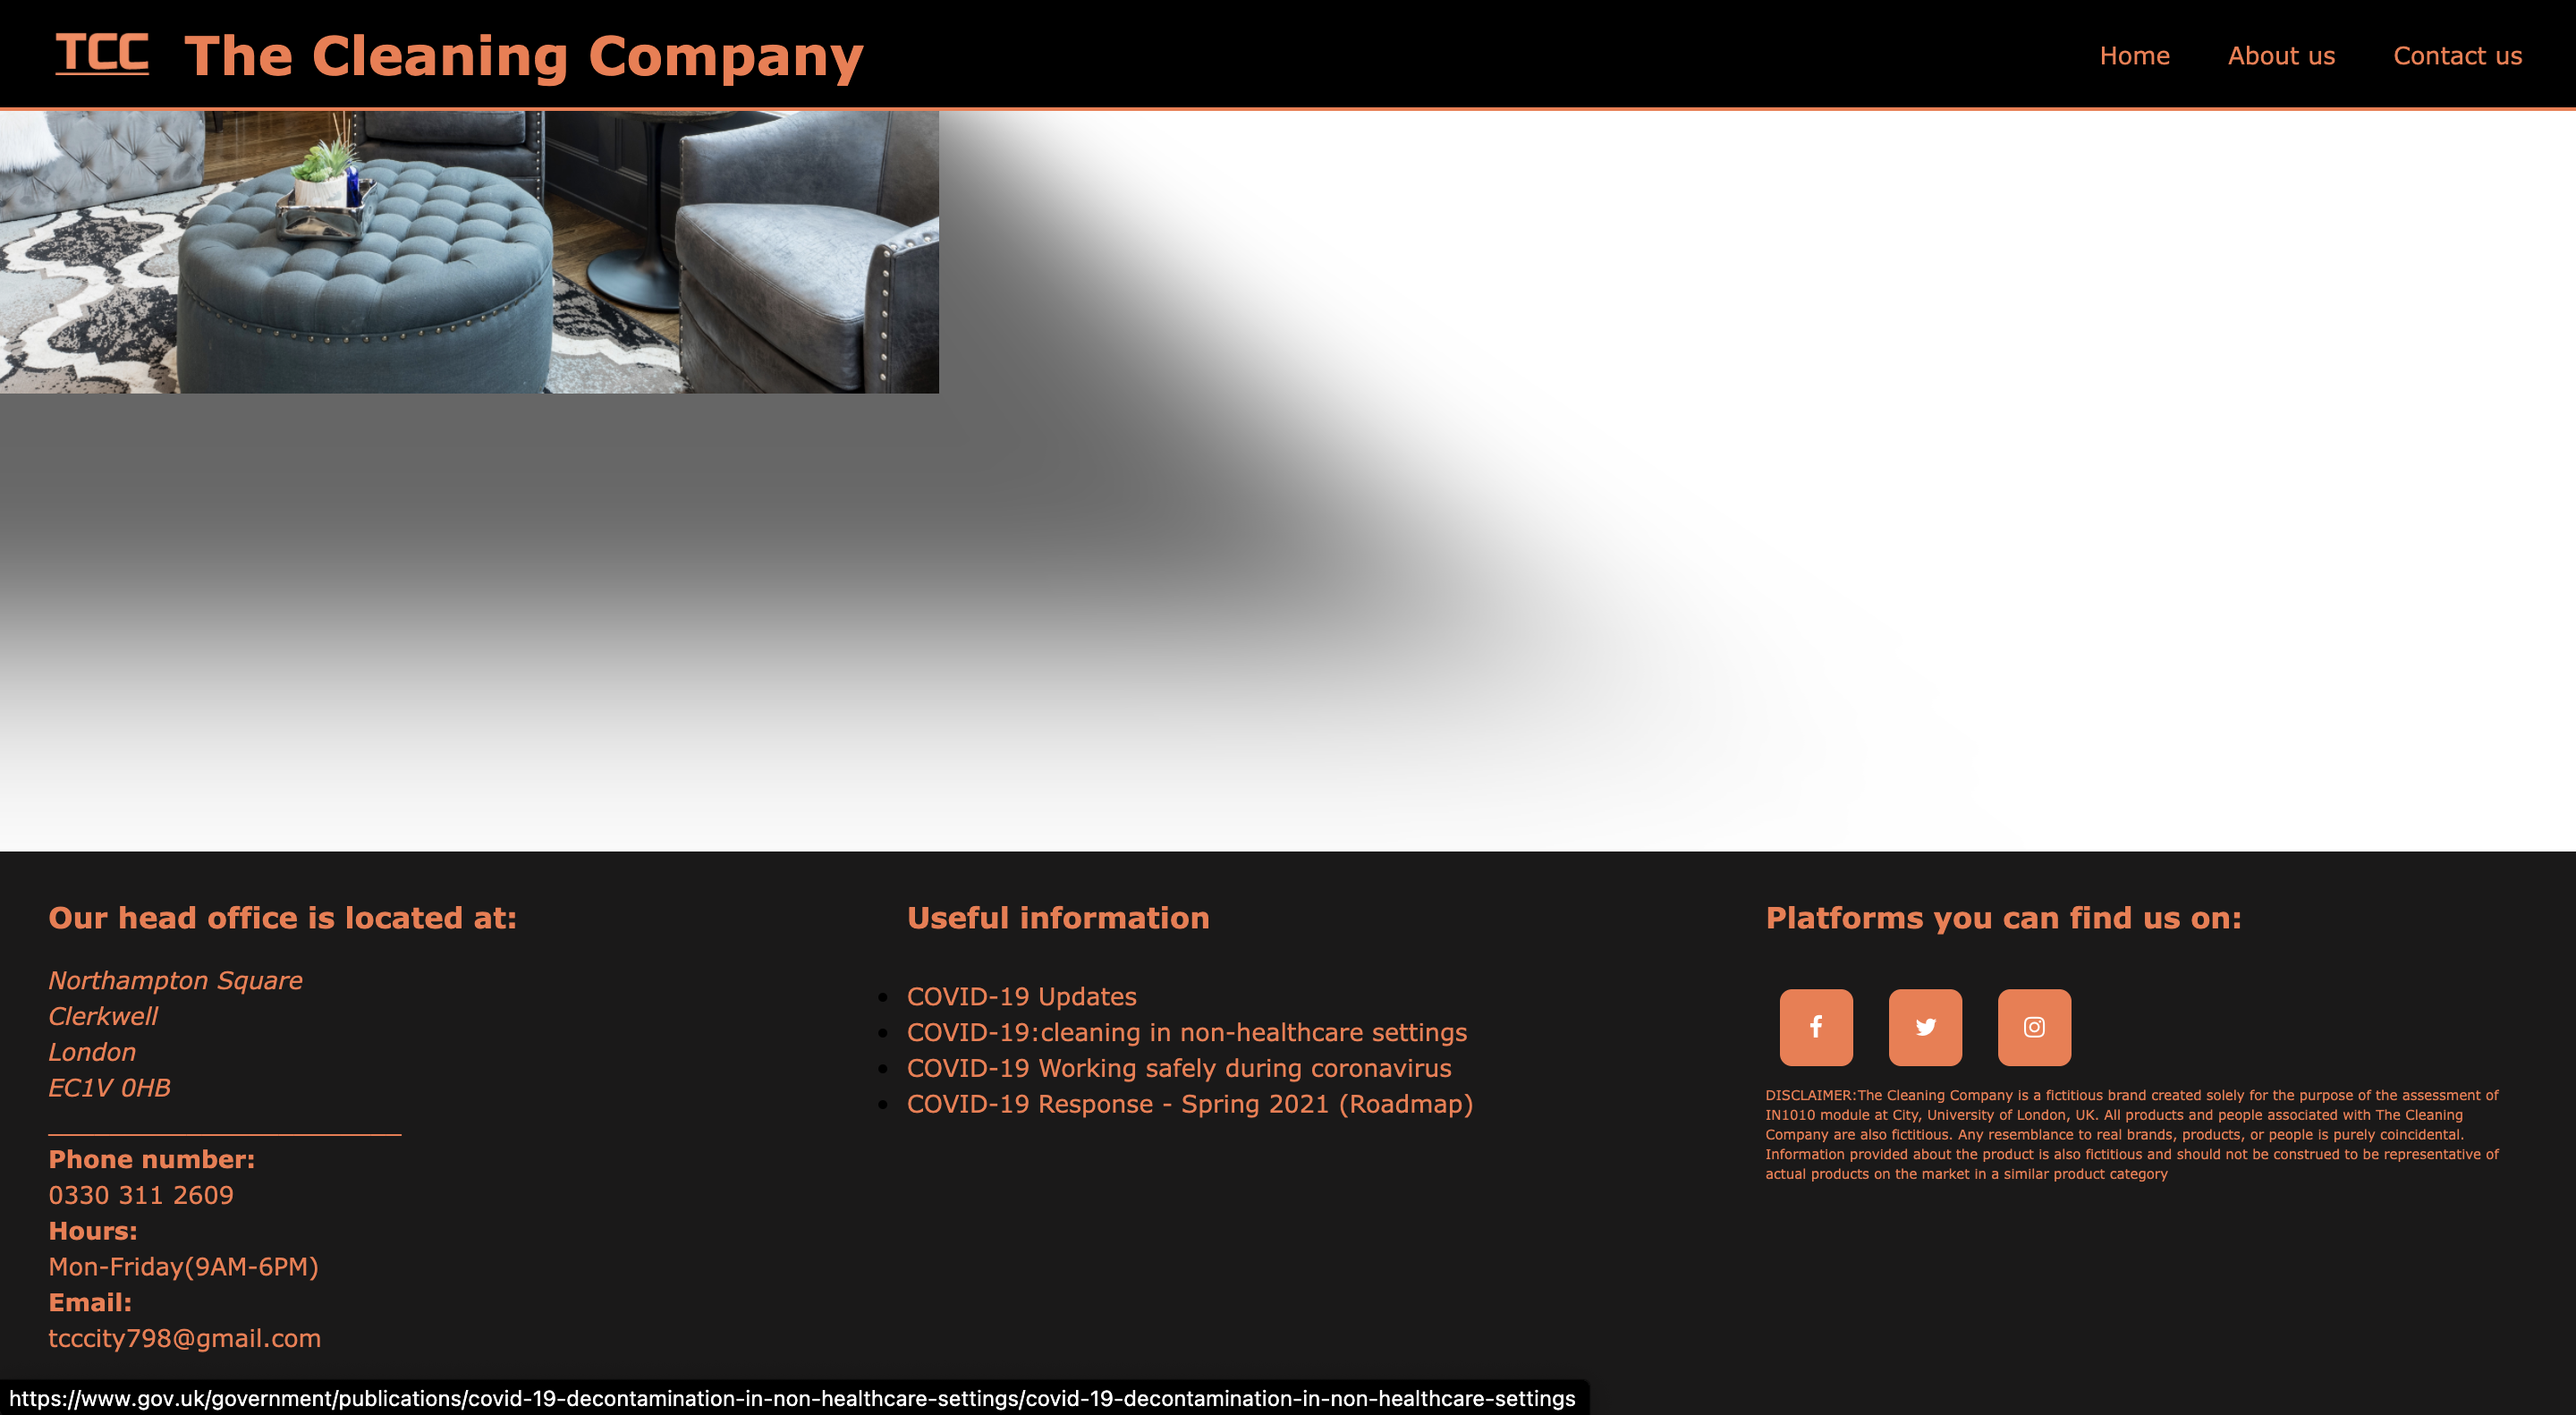 TCC The Cleaning Company Home About us Contact us
Our head office is located at:
Northampton Square
Clerkwell
London
EC1V 0HB
Phone number:
0330 311 2609
Hours:
Mon-Friday(9AM-6PM)
Email:
tcccity798@gmail.com
Useful information
COVID-19 Updates
COVID-19:cleaning in non-healthcare settings
COVID-19 Working safely during coronavirus
COVID-19 Response - Spring 2021 (Roadmap)
Platforms you can find us on:
DISCLAIMER:The Cleaning Company is a fictitious brand created solely for the purpose of the assessment of
IN1010 module at City, University of London, UK. All products and people associated with The Cleaning
Company are also fictitious. Any resemblance to real brands, products, or people is purely coincidental.
Information provided about the product is also fictitious and should not be construed to be representative of
actual products on the market in a similar product category
https://www.gov.uk/government/publications/covid-19-decontamination-in-non-healthcare-settings/covid-19-decontamination-in-non-healthcare-settings